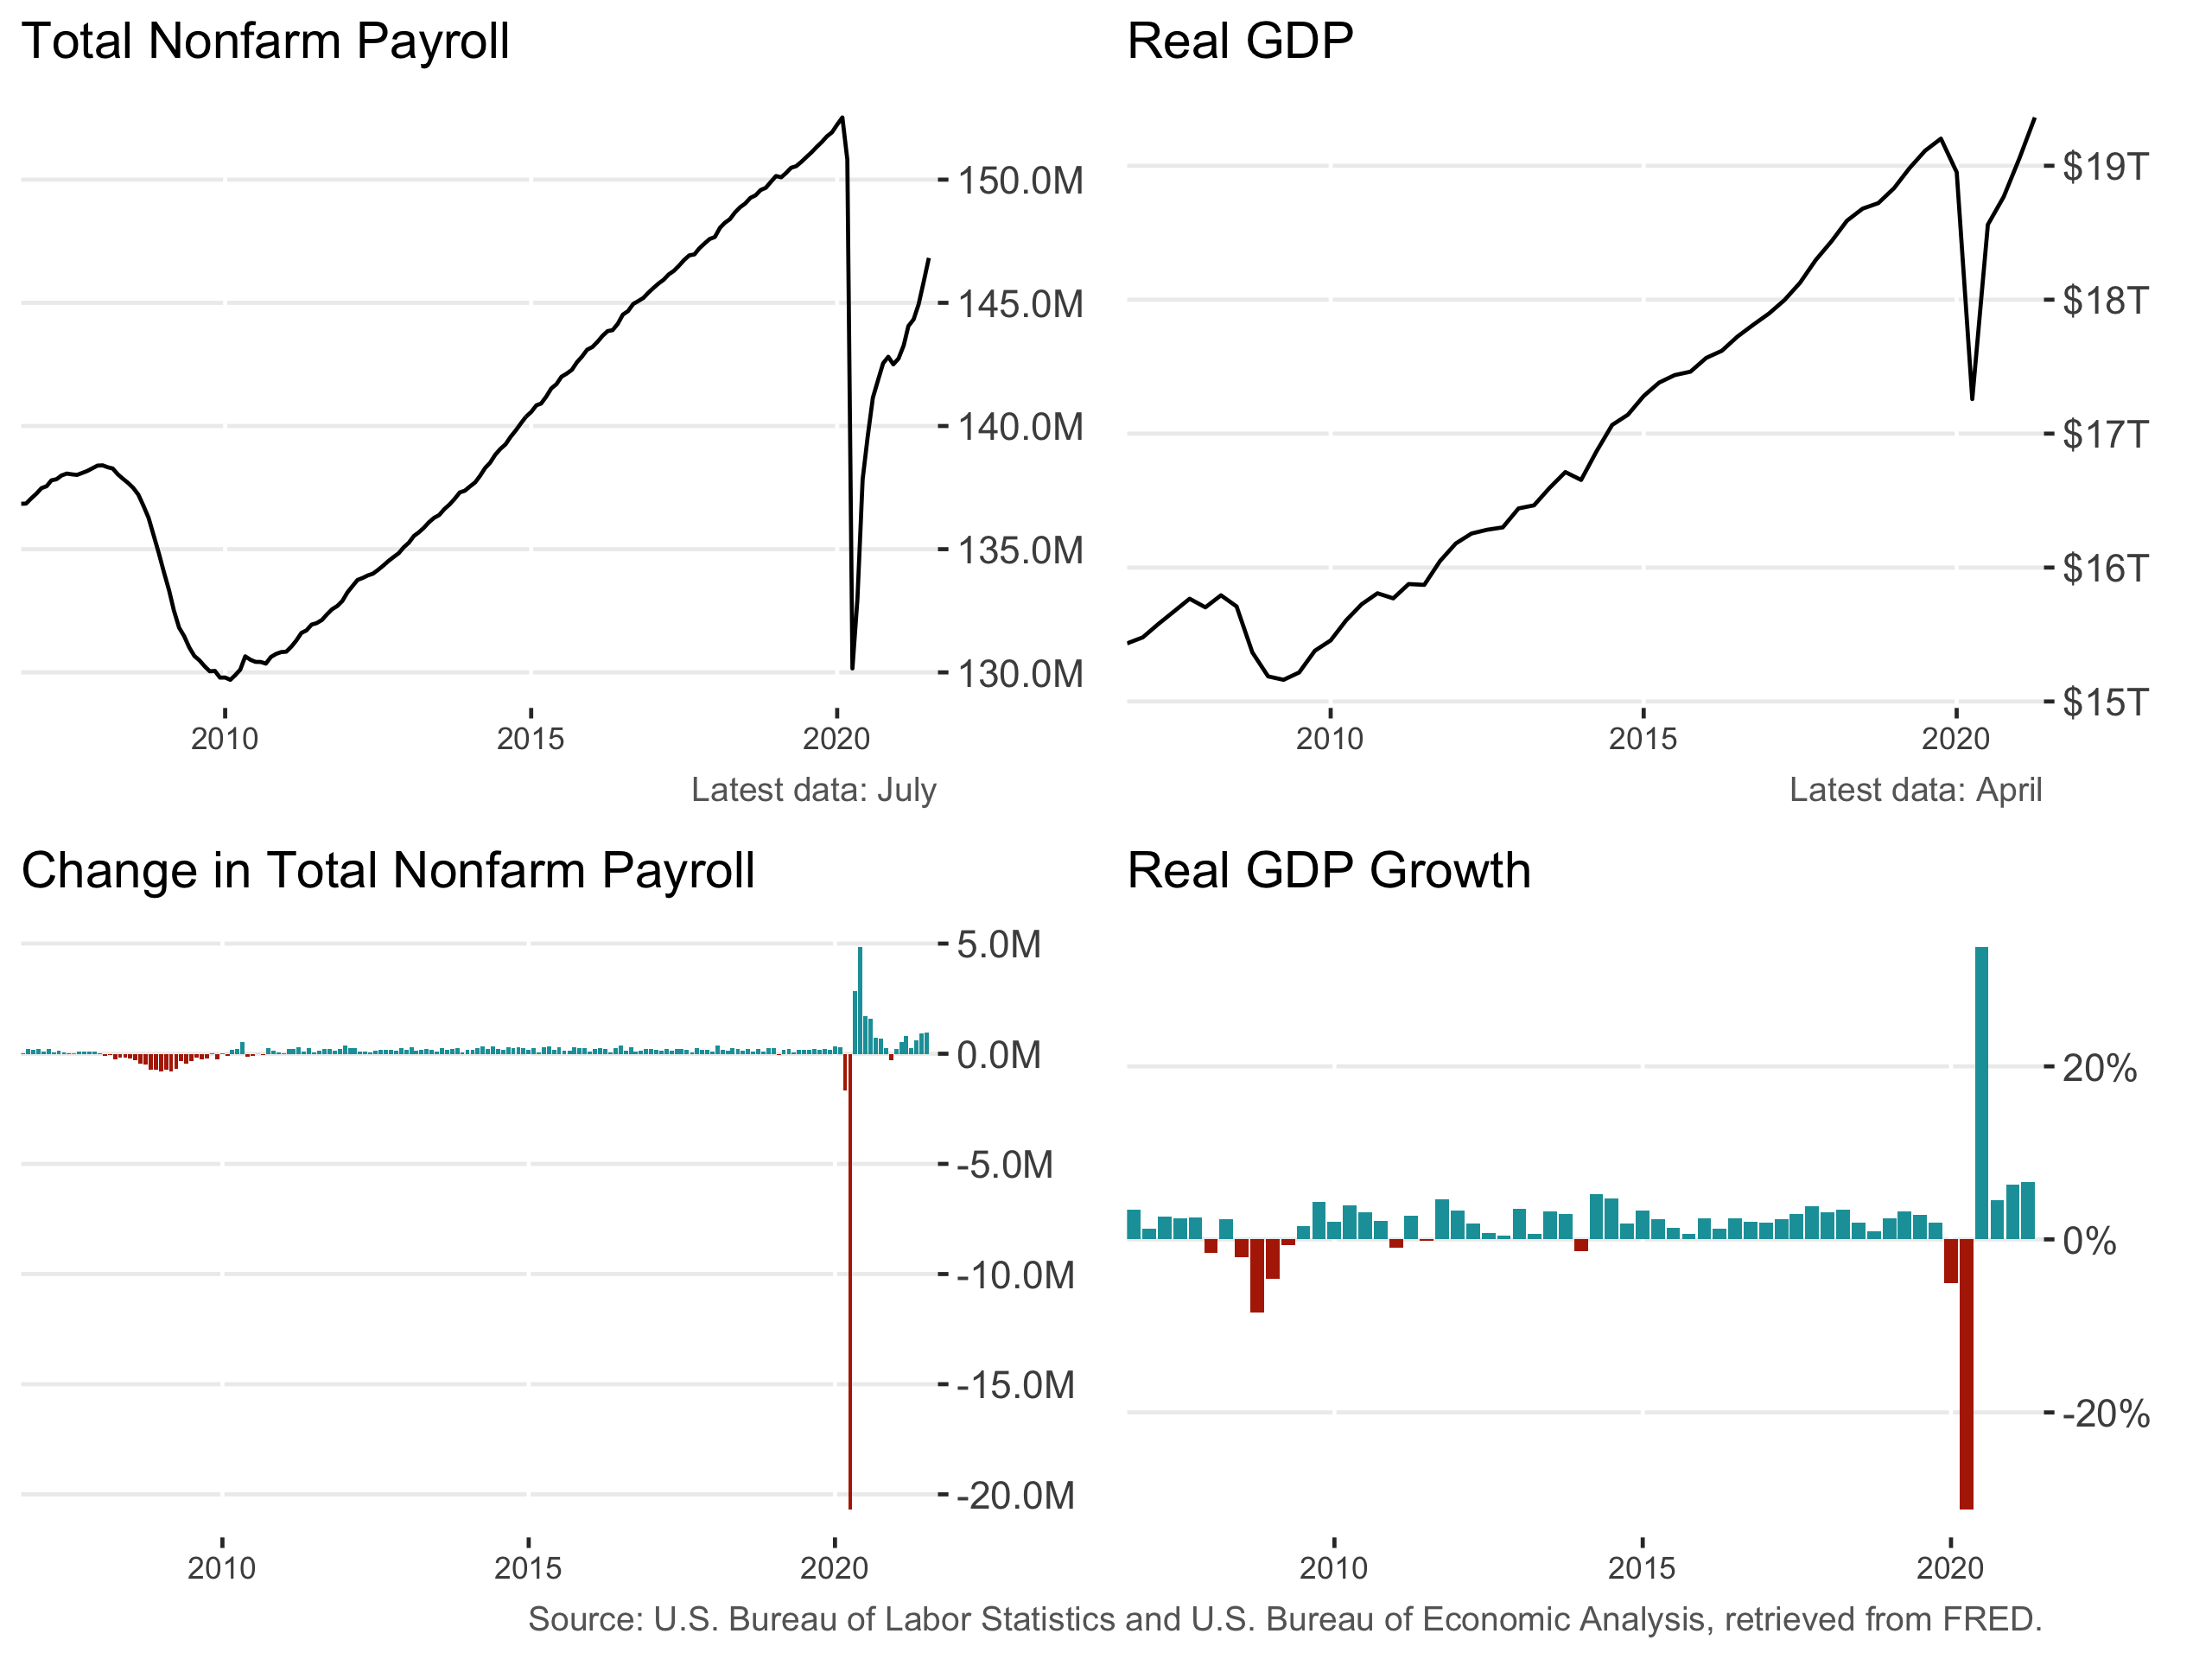 Total Nonfarm Payroll
150.0M
145.0M
140.0M
135.0M
130.0M
2010 2015 2020
Latest data: July
Real GDP
$19T
$18T
$17T
$16T
$15T
2010 2015 2020
Latest data: April
Change in Total Nonfarm Payroll
5.0M
0.0M
-5.0M
-10.0M
-15.0M
-20.0M
2010 2015 2020
Real GDP Growth
20%
0%
-20%
2010 2015 2020
Source: U.S. Bureau of Labor Statistics and U.S. Bureau of Economic Analysis, retrieved from FRED.